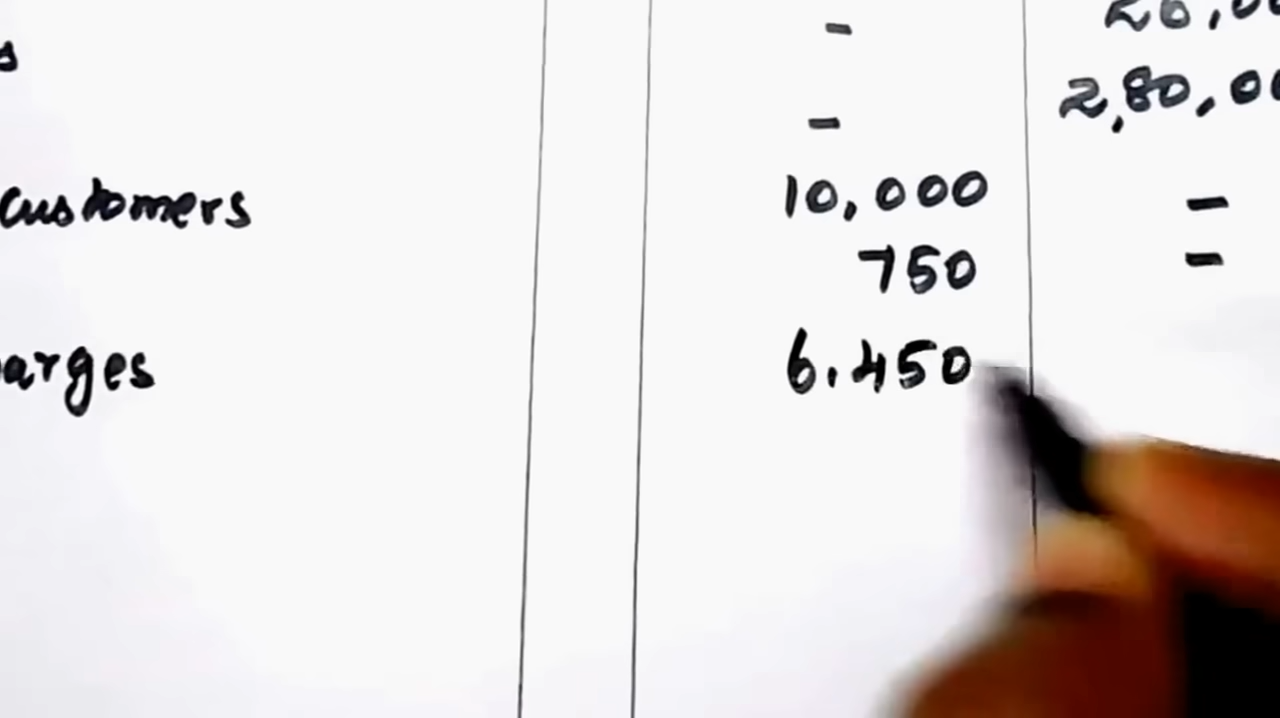 -
2,80,00
-
customers 10,000 -
750 -
arges 6.450